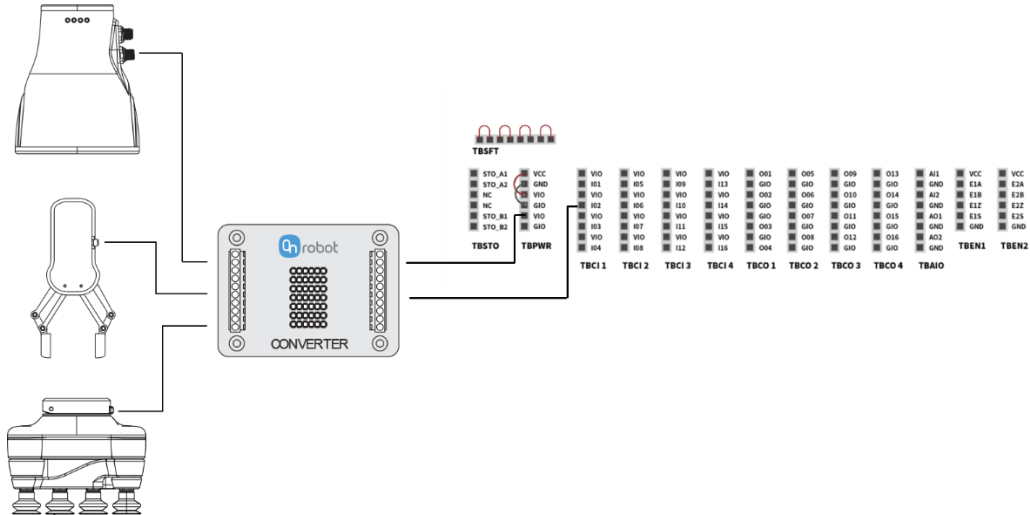 TBSFT
STO_A1
STO_A2
NC
NC
STO_B1
STO_B2
TBSTO
VCC
GND
VIO
GIO
VIO
GIO
TBPWR
VIO
I01
VIO
I02
VIO
I03
VIO
I04
TBCI 1
VIO
I05
VIO
I06
VIO
I07
VIO
I08
TBCI 2
VIO
I09
VIO
I10
VIO
I11
VIO
I12
TBCI 3
VIO
I13
VIO
I14
VIO
I15
VIO
I16
TBCI 4
O01
GIO
O02
GIO
O03
GIO
O04
GIO
TBCO 1
O05
GIO
O06
GIO
O07
GIO
O08
GIO
TBCO 2
O09
GIO
O10
GIO
O11
GIO
O12
GIO
TBCO 3
O13
GIO
O14
GIO
O15
GIO
O16
GIO
TBCO 4
AI1
GND
AI2
GND
AO1
GND
AO2
GND
TBAIO
VCC
E1A
E1B
E1Z
E1S
GND
TBEN1
VCC
E2A
E2B
E2Z
E2S
GND
TBEN2
On robot
CONVERTER